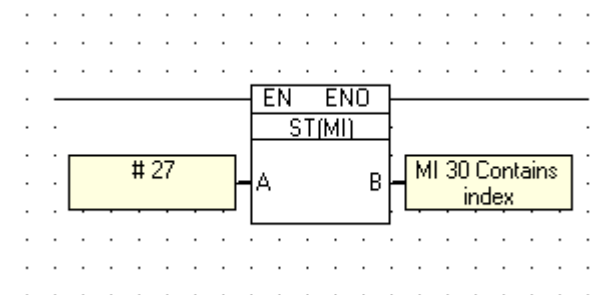 EN ENO
ST(MI)
# 27
A
B
MI 30 Contains
index